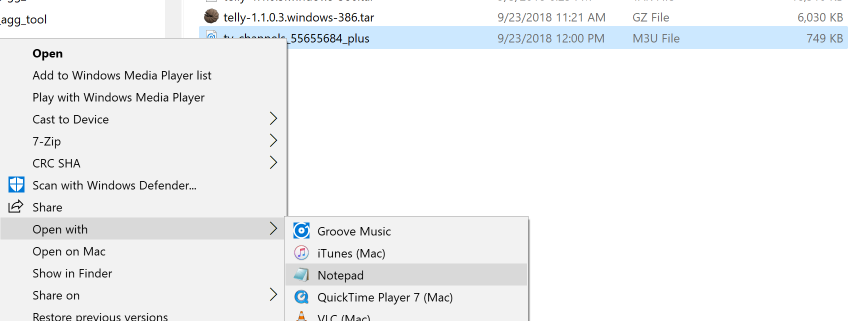 _agg_tool
telly-1.1.0.3.windows-386.tar 9/23/2018 11:21 AM GZ File 6,030 KB
tv_channels_55655684_plus 9/23/2018 12:00 PM M3U File 749 KB
Open
Add to Windows Media Player list
Play with Windows Media Player
Cast to Device
7-Zip
CRC SHA
Scan with Windows Defender...
Share
Open with
Open on Mac
Show in Finder
Share on
Restore previous versions
Groove Music
iTunes (Mac)
Notepad
QuickTime Player 7 (Mac)
VLC (Mac)